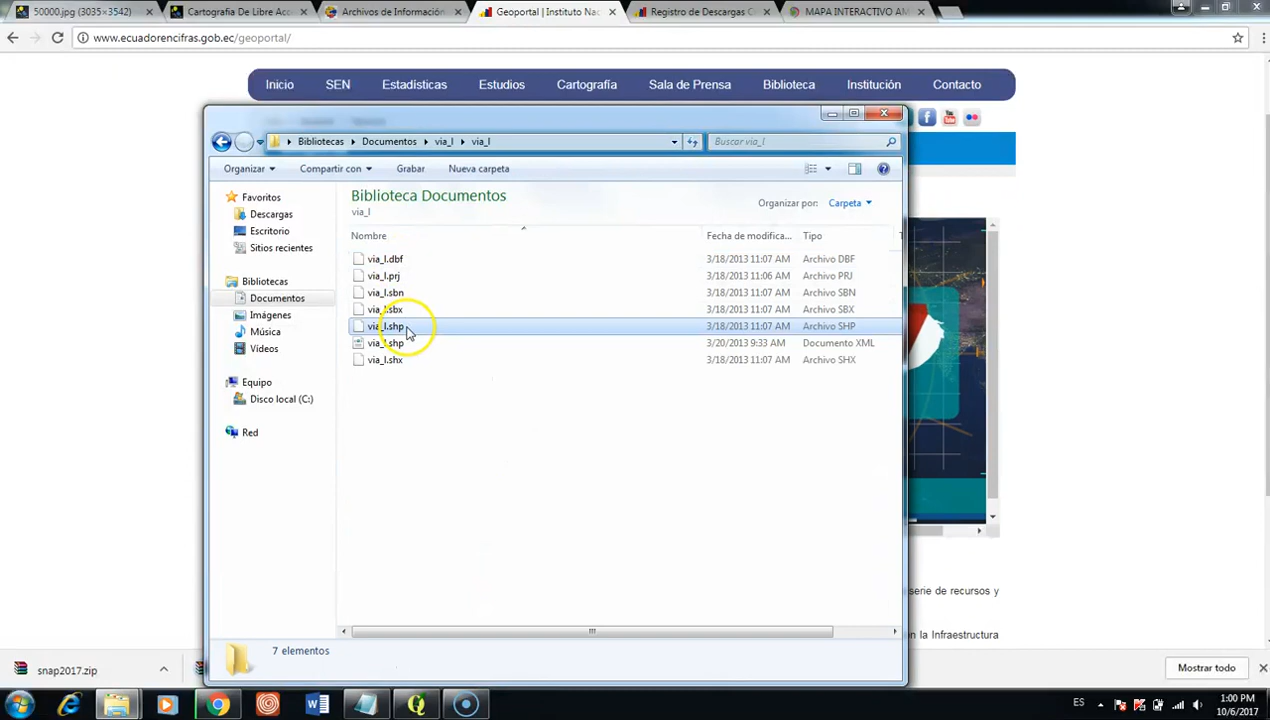 50000.jpg (3035×3542)
Cartografia De Libre Acc
Archivos de Información
Geoportal | Instituto Nac
Registro de Descargas C
MAPA INTERACTIVO AM
www.ecuadorencifras.gob.ec/geoportal/
Inicio SEN Estadísticas Estudios Cartografía Sala de Prensa Biblioteca Institución Contacto
Bibliotecas Documentos via_l via_l
Buscar via_l
Organizar Compartir con Grabar Nueva carpeta
Favoritos
Descargas
Escritorio
Sitios recientes
Bibliotecas
Documentos
Imágenes
Música
Vídeos
Equipo
Disco local (C:)
Red
Biblioteca Documentos
via_l
Organizar por: Carpeta
Nombre Fecha de modifica... Tipo T
via_l.dbf 3/18/2013 11:07 AM Archivo DBF
via_l.prj 3/18/2013 11:06 AM Archivo PRJ
via_l.sbn 3/18/2013 11:07 AM Archivo SBN
via_l.sbx 3/18/2013 11:07 AM Archivo SBX
via_l.shp 3/18/2013 11:07 AM Archivo SHP
via_l.shp 3/20/2013 9:33 AM Documento XML
via_l.shx 3/18/2013 11:07 AM Archivo SHX
7 elementos
serie de recursos y
n la Infraestructura
snap2017.zip
Mostrar todo
ES
1:00 PM
10/6/2017